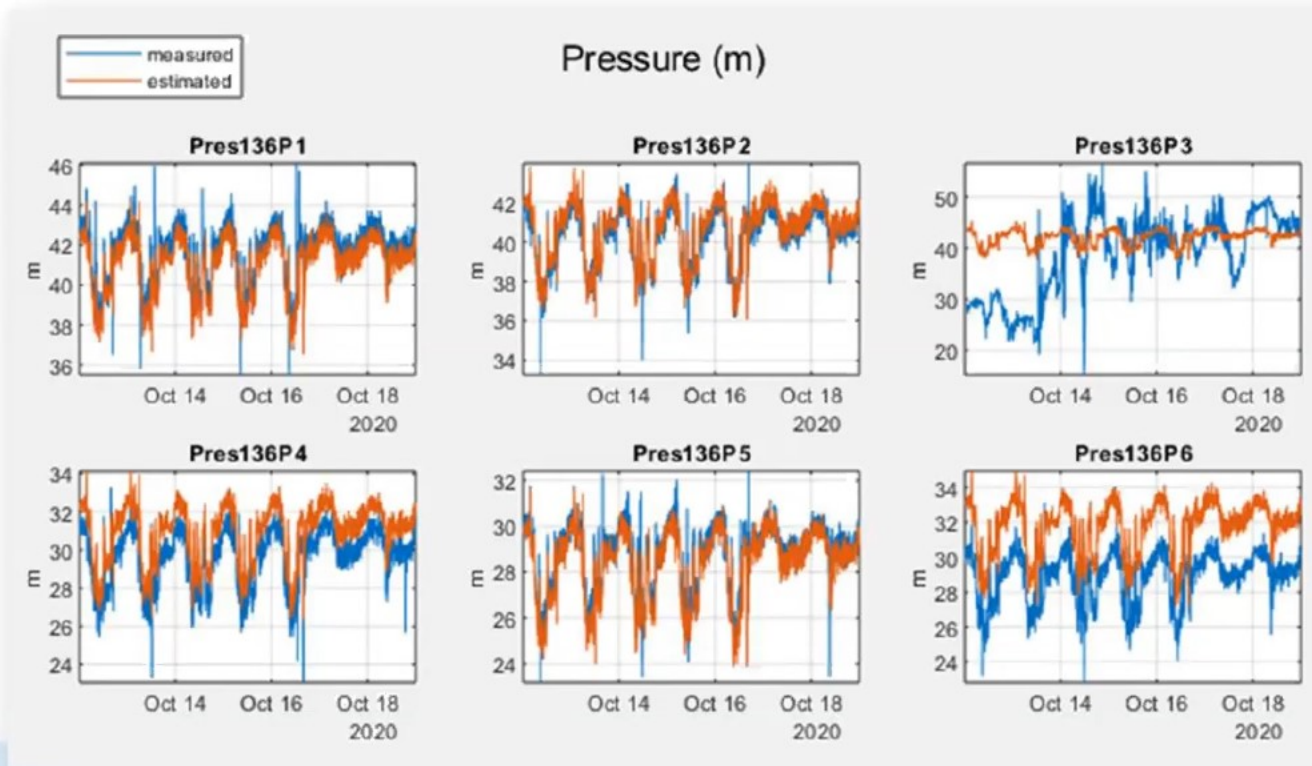 measured
estimated
Pressure (m)
Pres136P1
46
44
42
40
38
36
m
Oct 14 Oct 16 Oct 18
2020
Pres136P2
42
40
38
36
34
m
Oct 14 Oct 16 Oct 18
2020
Pres136P3
50
40
30
20
m
Oct 14 Oct 16 Oct 18
2020
Pres136P4
34
32
30
28
26
24
m
Oct 14 Oct 16 Oct 18
2020
Pres136P5
32
30
28
26
24
m
Oct 14 Oct 16 Oct 18
2020
Pres136P6
34
32
30
28
26
24
m
Oct 14 Oct 16 Oct 18
2020